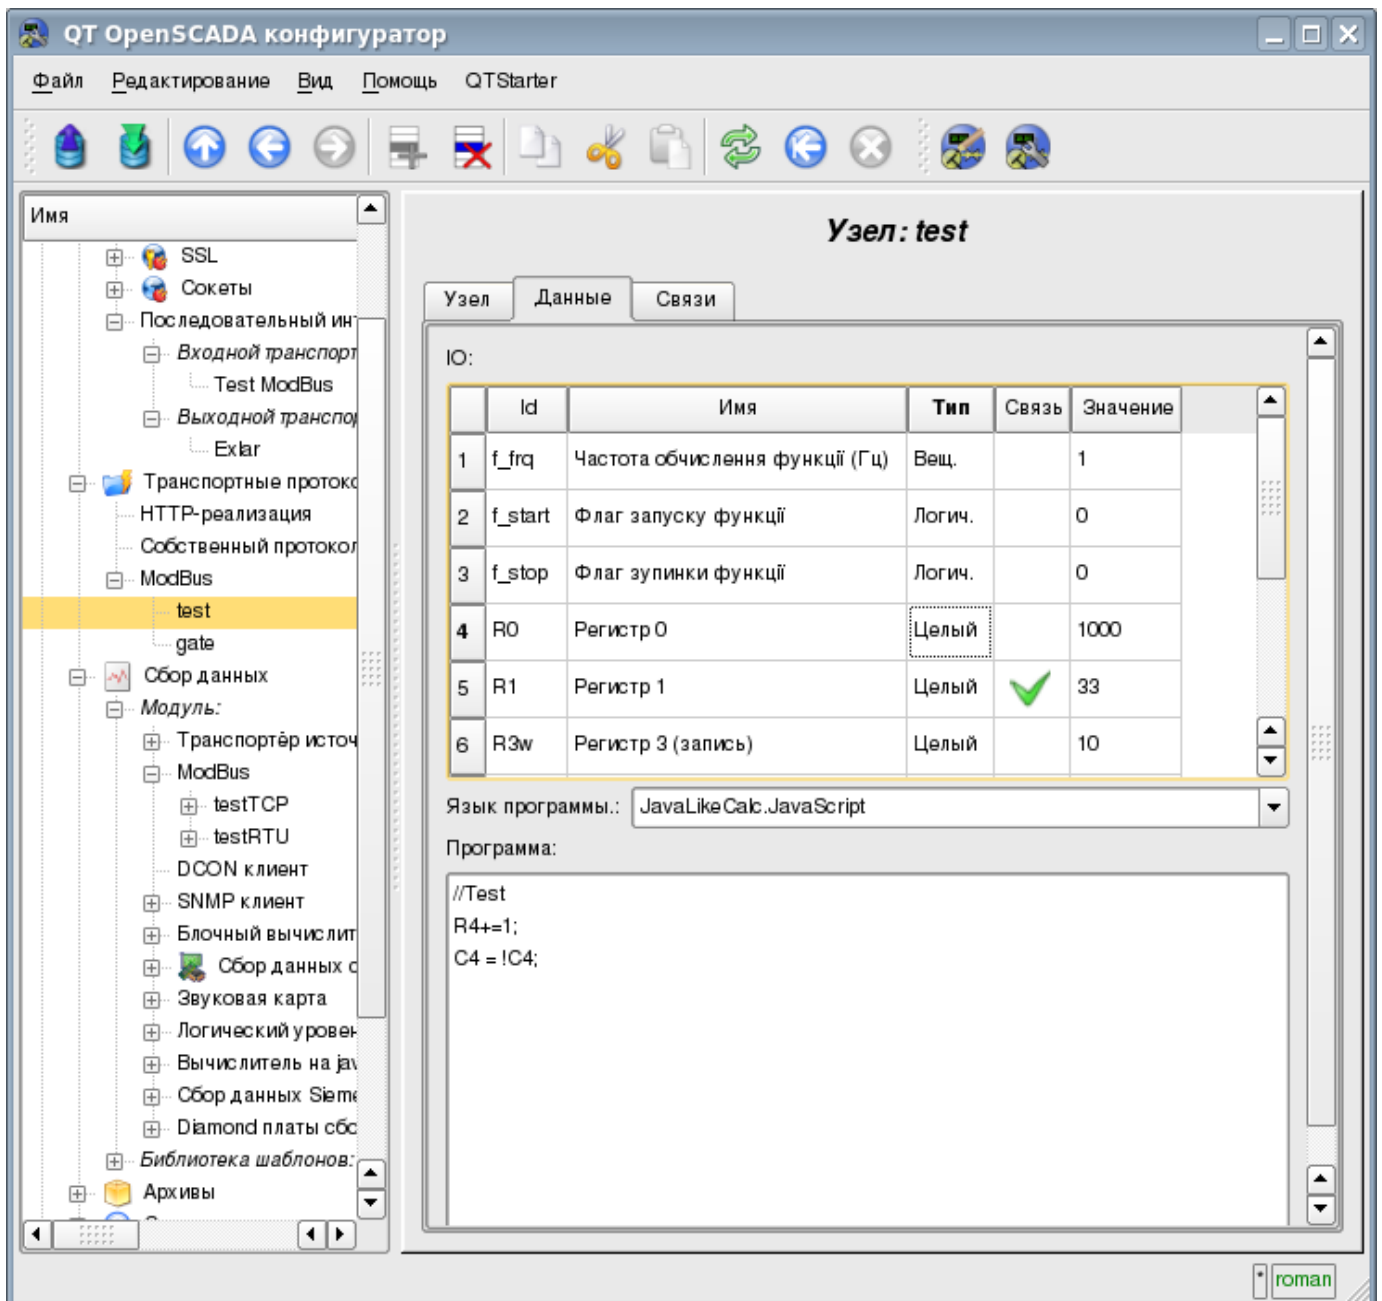 QT OpenSCADA конфигуратор
Файл Редактирование Вид Помощь QTStarter
Имя
SSL
Сокеты
Последовательный инт
Входной транспорт
Test ModBus
Выходной транспор
Exlar
Транспортные протоко
HTTP-реализация
Собственный протокол
ModBus
test
gate
Сбор данных
Модуль:
Транспортёр источ
ModBus
testTCP
testRTU
DCON клиент
SNMP клиент
Блочный вычислит
Сбор данных с
Звуковая карта
Логический уровен
Вычислитель на jav
Сбор данных Sieme
Diamond платы сбо
Библиотека шаблонов:
Архивы
Узел: test
Узел Данные Связи
IO:
Id Имя Тип Связь Значение
1 f_frq Частота обчислення функції (Гц) Вещ. 1
2 f_start Флаг запуску функції Логич. 0
3 f_stop Флаг зупинки функції Логич. 0
4 R0 Регистр 0 Целый 1000
5 R1 Регистр 1 Целый 33
6 R3w Регистр 3 (запись) Целый 10
Язык программы.: JavaLikeCalc.JavaScript
Программа:
//Test
R4+=1;
C4 = !C4;
* roman